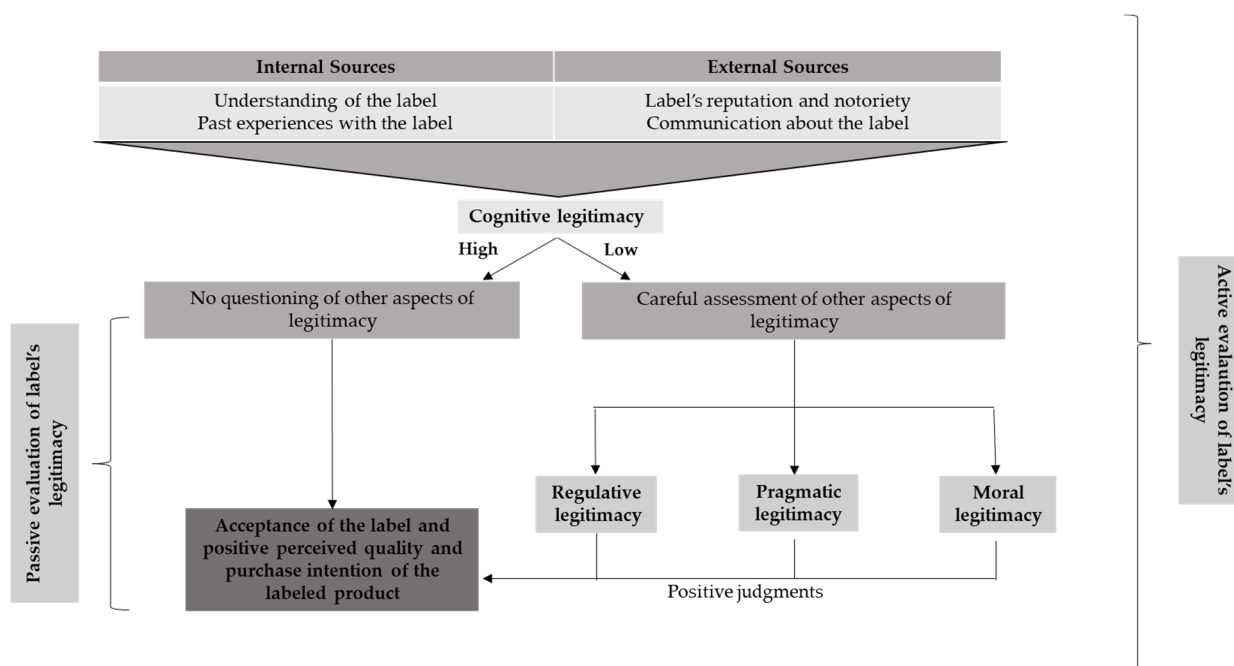 Internal Sources
External Sources
Understanding of the label
Past experiences with the label
Label's reputation and notoriety
Communication about the label
Cognitive legitimacy
High
Low
No questioning of other aspects of
legitimacy
Careful assessment of other aspects of
legitimacy
Passive evaluation of label's
legitimacy
Active evalaution of label's
legitimacy
Regulative
legitimacy
Pragmatic
legitimacy
Moral
legitimacy
Acceptance of the label and
positive perceived quality and
purchase intention of the
labeled product
Positive judgments